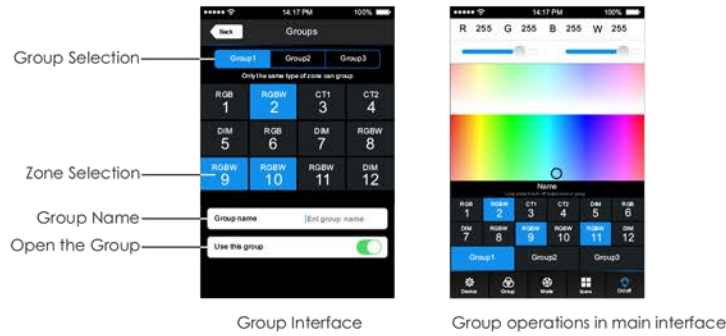 14:17 PM 100%
Back Groups
Group Selection
Group1 Group2 Group3
Only the same type of zone can group
RGB RGBW CT1 CT2
1 2 3 4
DIM RGB DIM RGBW
5 6 7 8
Zone Selection
RGBW RGBW RGBW DIM
9 10 11 12
Group Name
Group name Ent group name
Open the Group
Use this group
Group Interface
14:17 PM 100%
R 255 G 255 B 255 W 255
Name
RGB RGBW CT1 CT2 DIM RGB
1 2 3 4 5 6
DIM RGBW RGBW RGBW RGBW DIM
7 8 9 10 11 12
Group1 Group2 Group3
Device Group Mode Scene On/off
Group operations in main interface